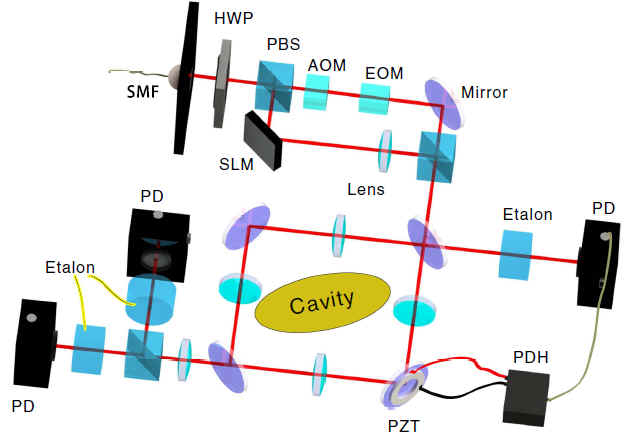 HWP
PBS
AOM
EOM
SMF
Mirror
SLM
Lens
PD
Etalon
PD
Etalon
Cavity
PDH
PD
PZT